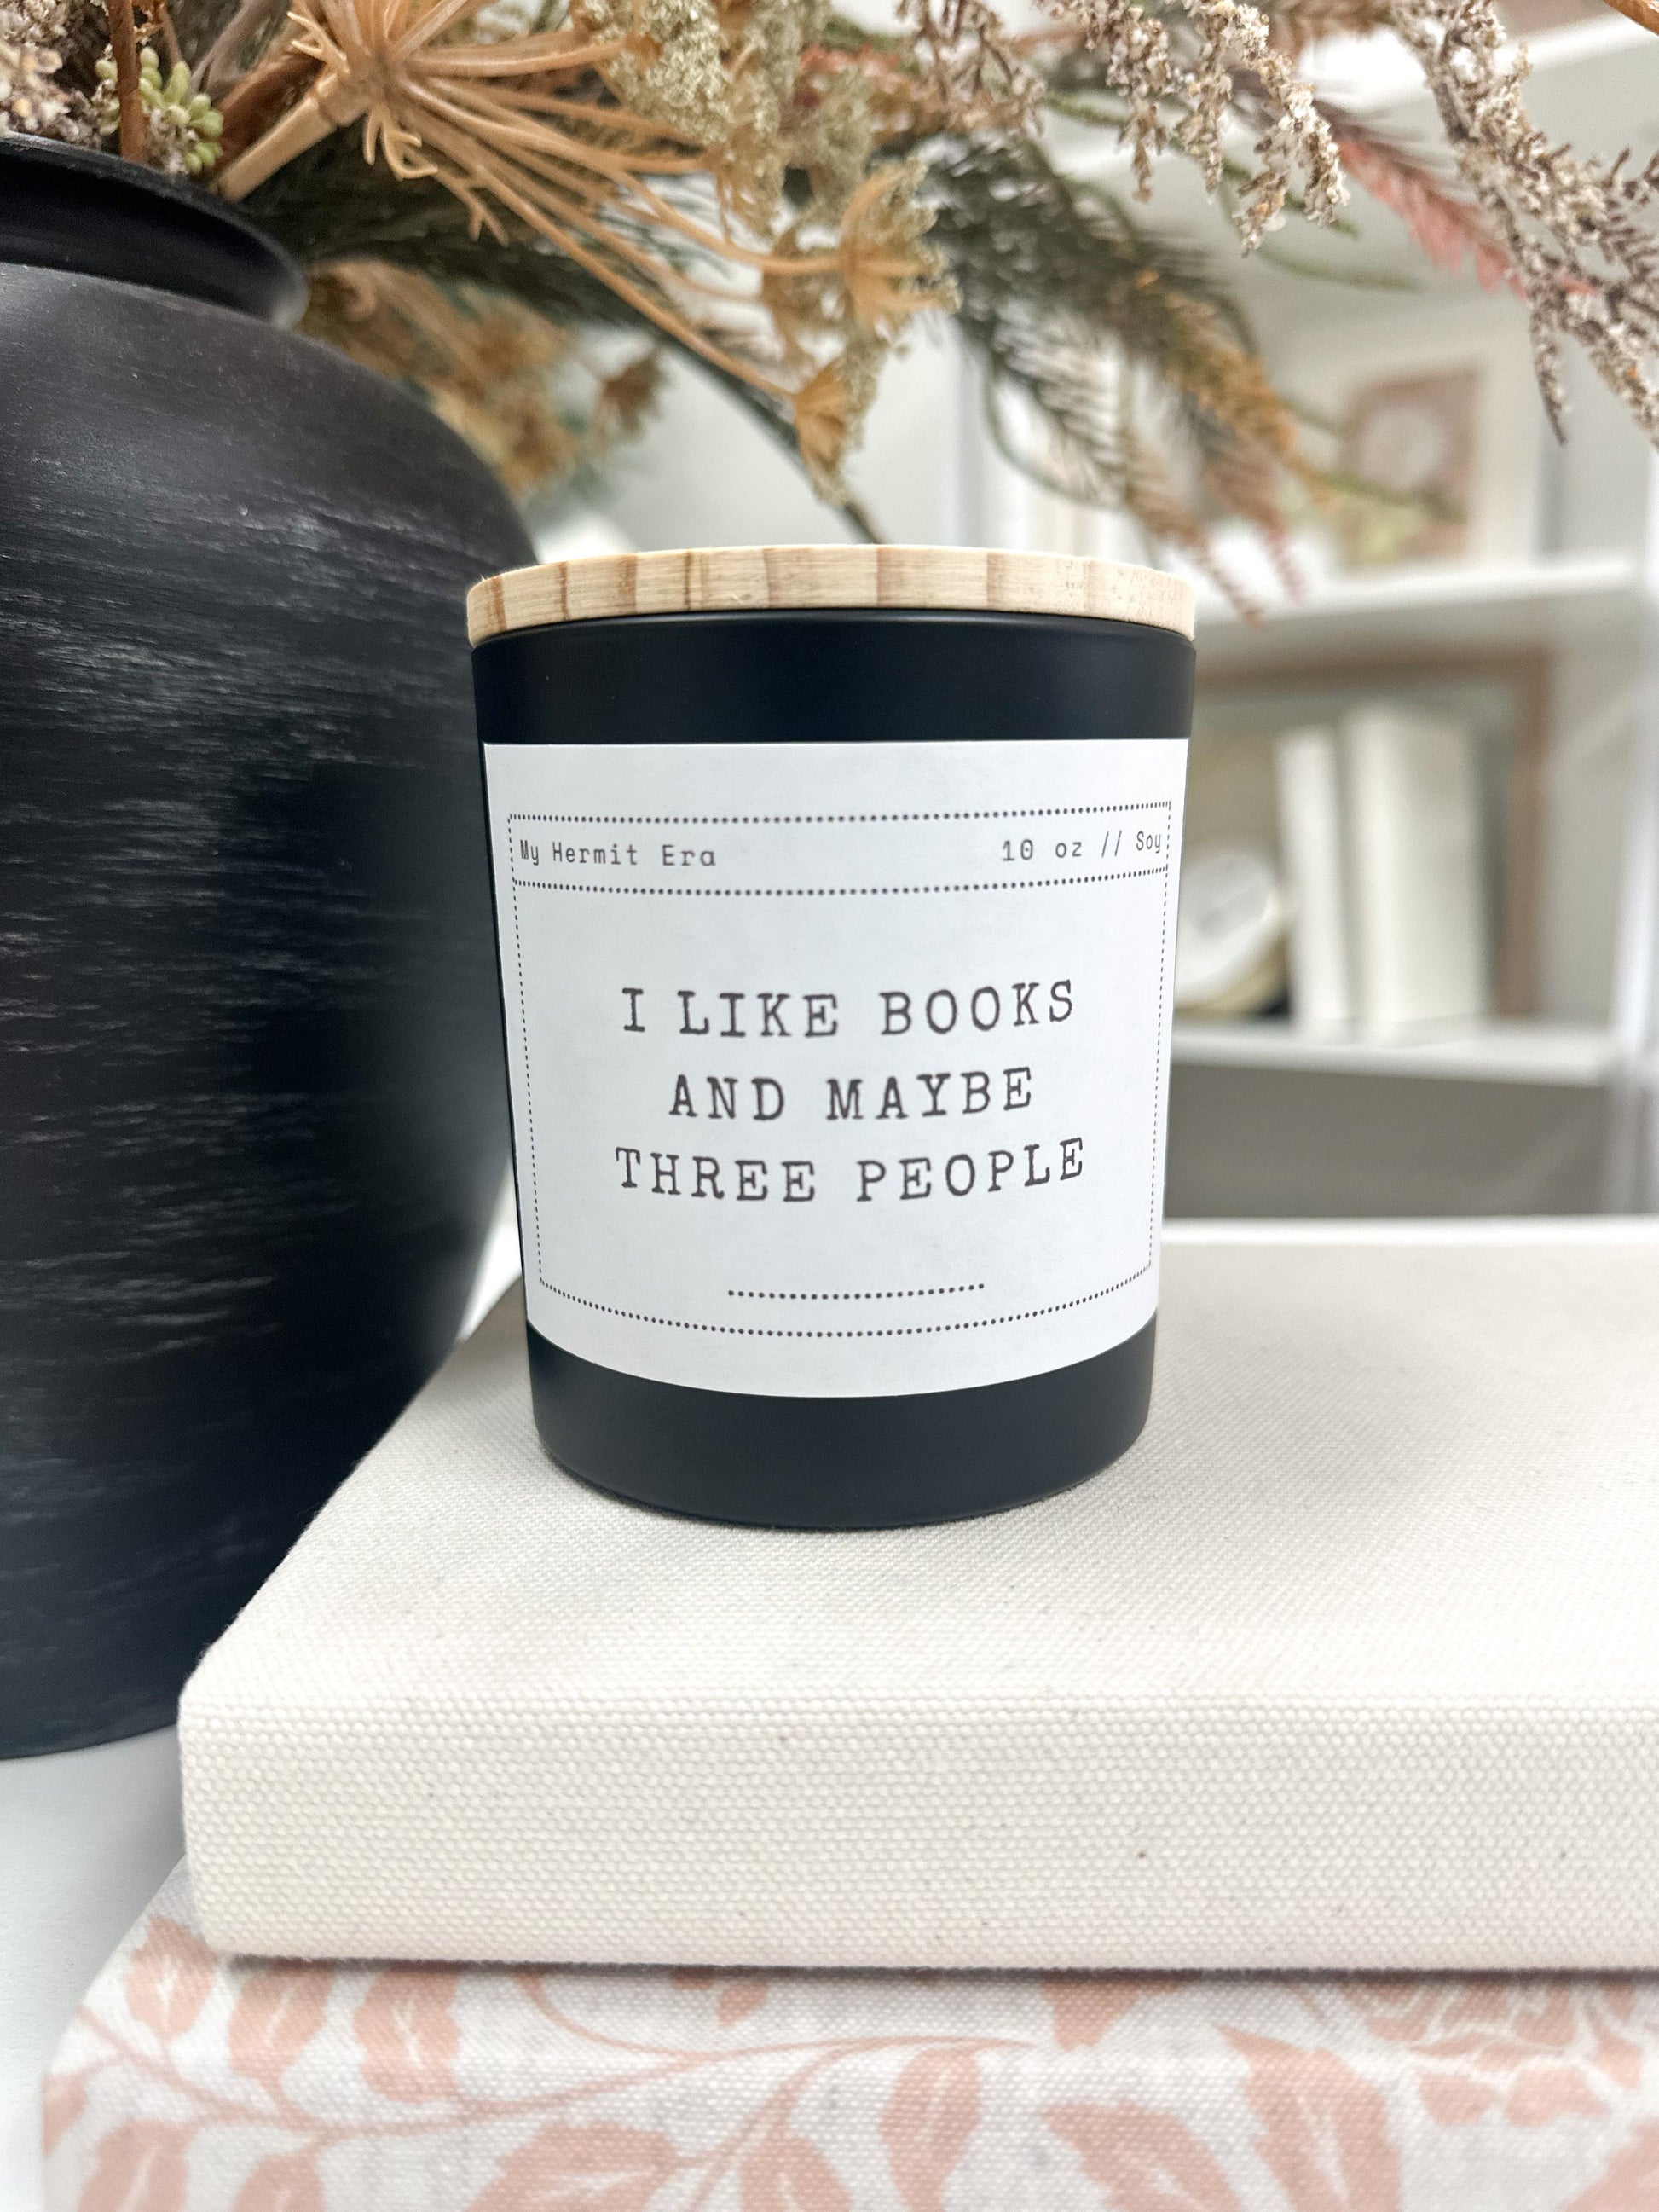 My Hermit Era 10 oz // Soy
I LIKE BOOKS
AND MAYBE
THREE PEOPLE